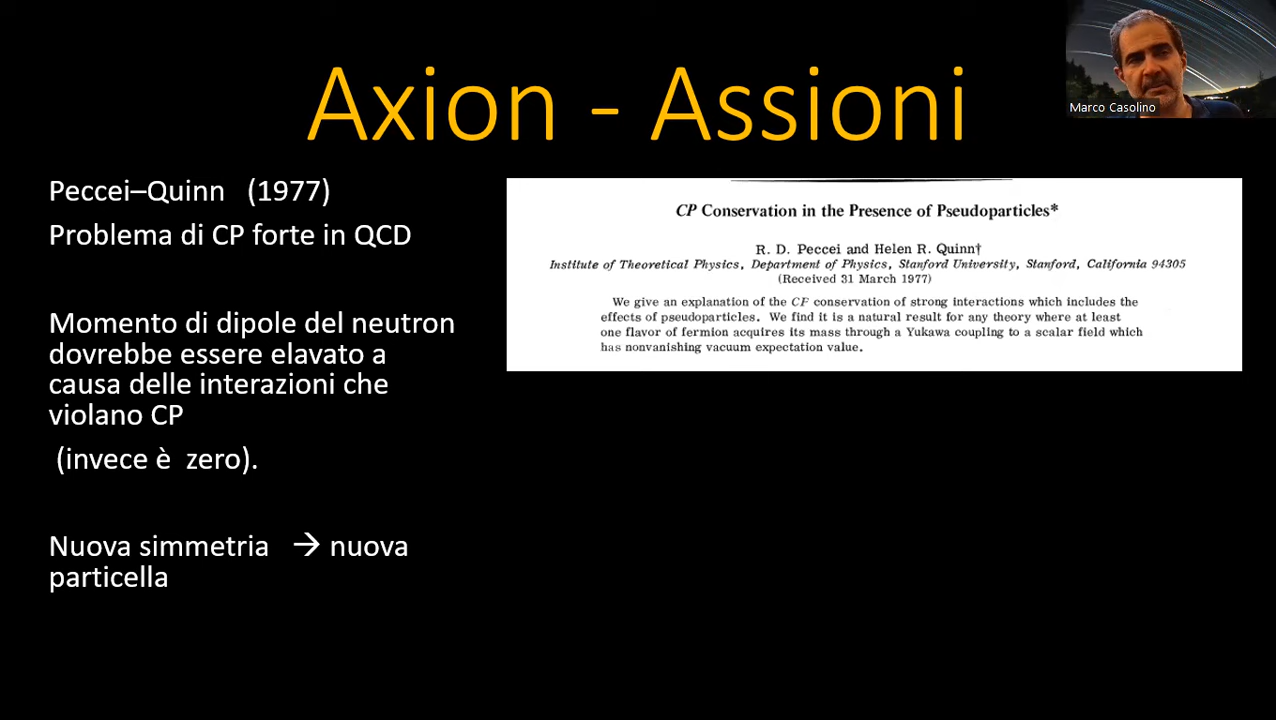 Axion - Assioni
Marco Casolino
Peccei–Quinn (1977)
Problema di CP forte in QCD
Momento di dipole del neutron
dovrebbe essere elavato a
causa delle interazioni che
violano CP
(invece è zero).
Nuova simmetria → nuova
particella
CP Conservation in the Presence of Pseudoparticles*
R. D. Peccei and Helen R. Quinn†
Institute of Theoretical Physics, Department of Physics, Stanford University, Stanford, California 94305
(Received 31 March 1977)
We give an explanation of the CP conservation of strong interactions which includes the
effects of pseudoparticles. We find it is a natural result for any theory where at least
one flavor of fermion acquires its mass through a Yukawa coupling to a scalar field which
has nonvanishing vacuum expectation value.